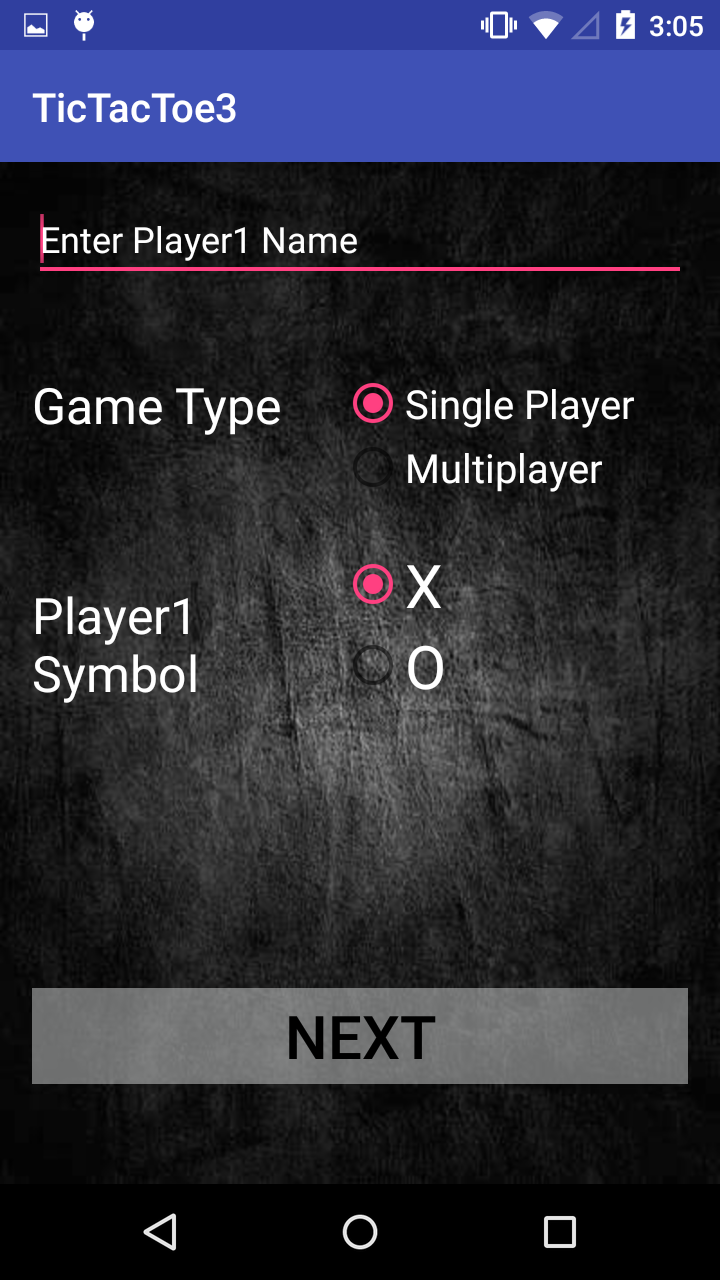 3:05
TicTacToe3
Enter Player1 Name
Game Type
Single Player
Multiplayer
Player1
Symbol
X
O
NEXT